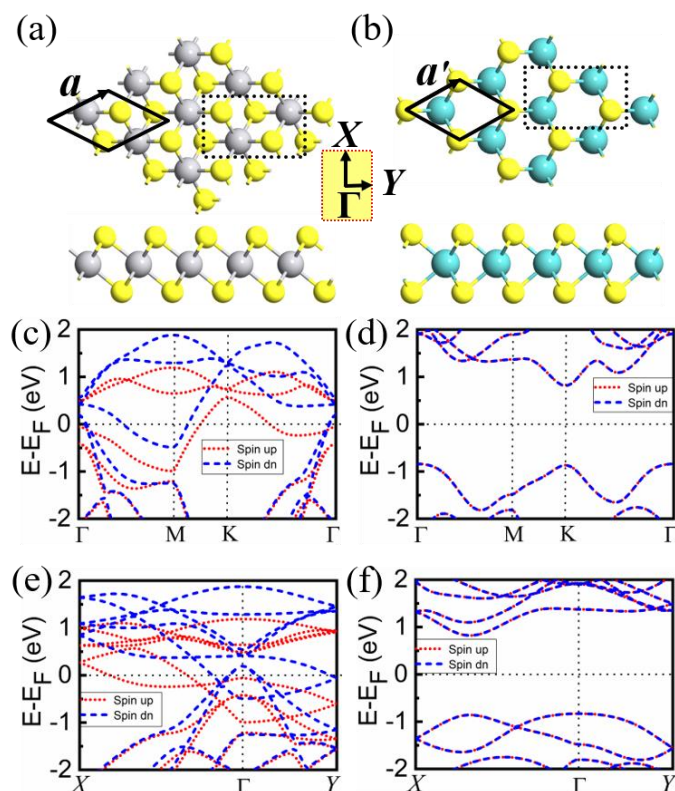 (a)
(b)
a
a'
X
Y
Γ
(c)
(d)
2
1
0
-1
-2
E-E_F (eV)
Spin up
Spin dn
Γ
M
K
Γ
2
1
0
-1
-2
E-E_F (eV)
Spin up
Spin dn
Γ
M
K
Γ
(e)
(f)
2
1
0
-1
-2
E-E_F (eV)
Spin up
Spin dn
X
Γ
Y
2
1
0
-1
-2
E-E_F (eV)
Spin up
Spin dn
X
Γ
Y